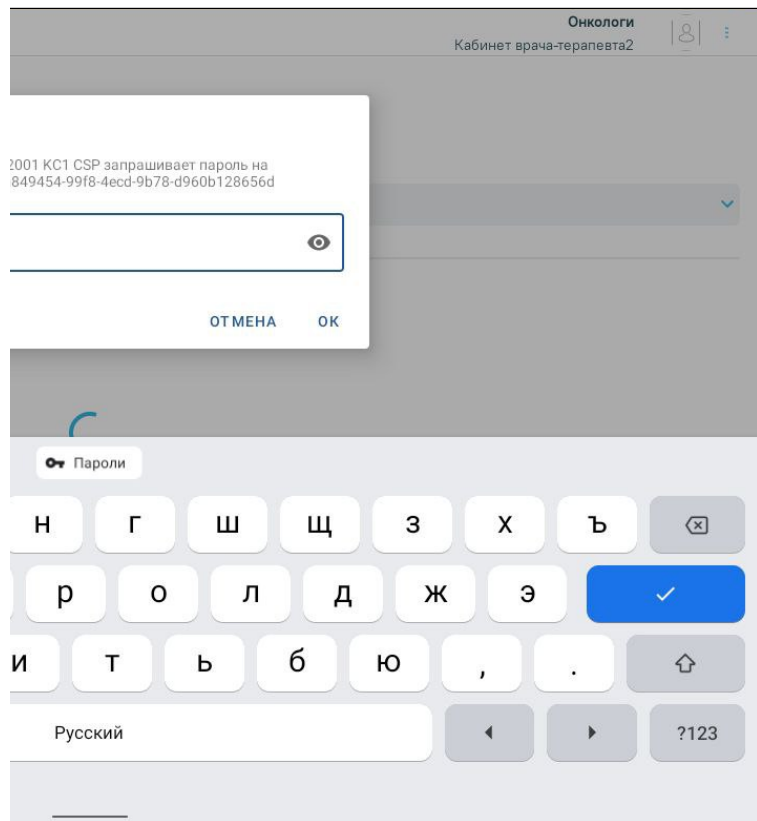 Онкологи
Кабинет врача-терапевта2
2001 KC1 CSP запрашивает пароль на
849454-99f8-4ecd-9b78-d960b128656d
ОТМЕНА ОК
Пароли
н г ш щ з х ъ
р о л д ж э
и т ь б ю , .
Русский ?123